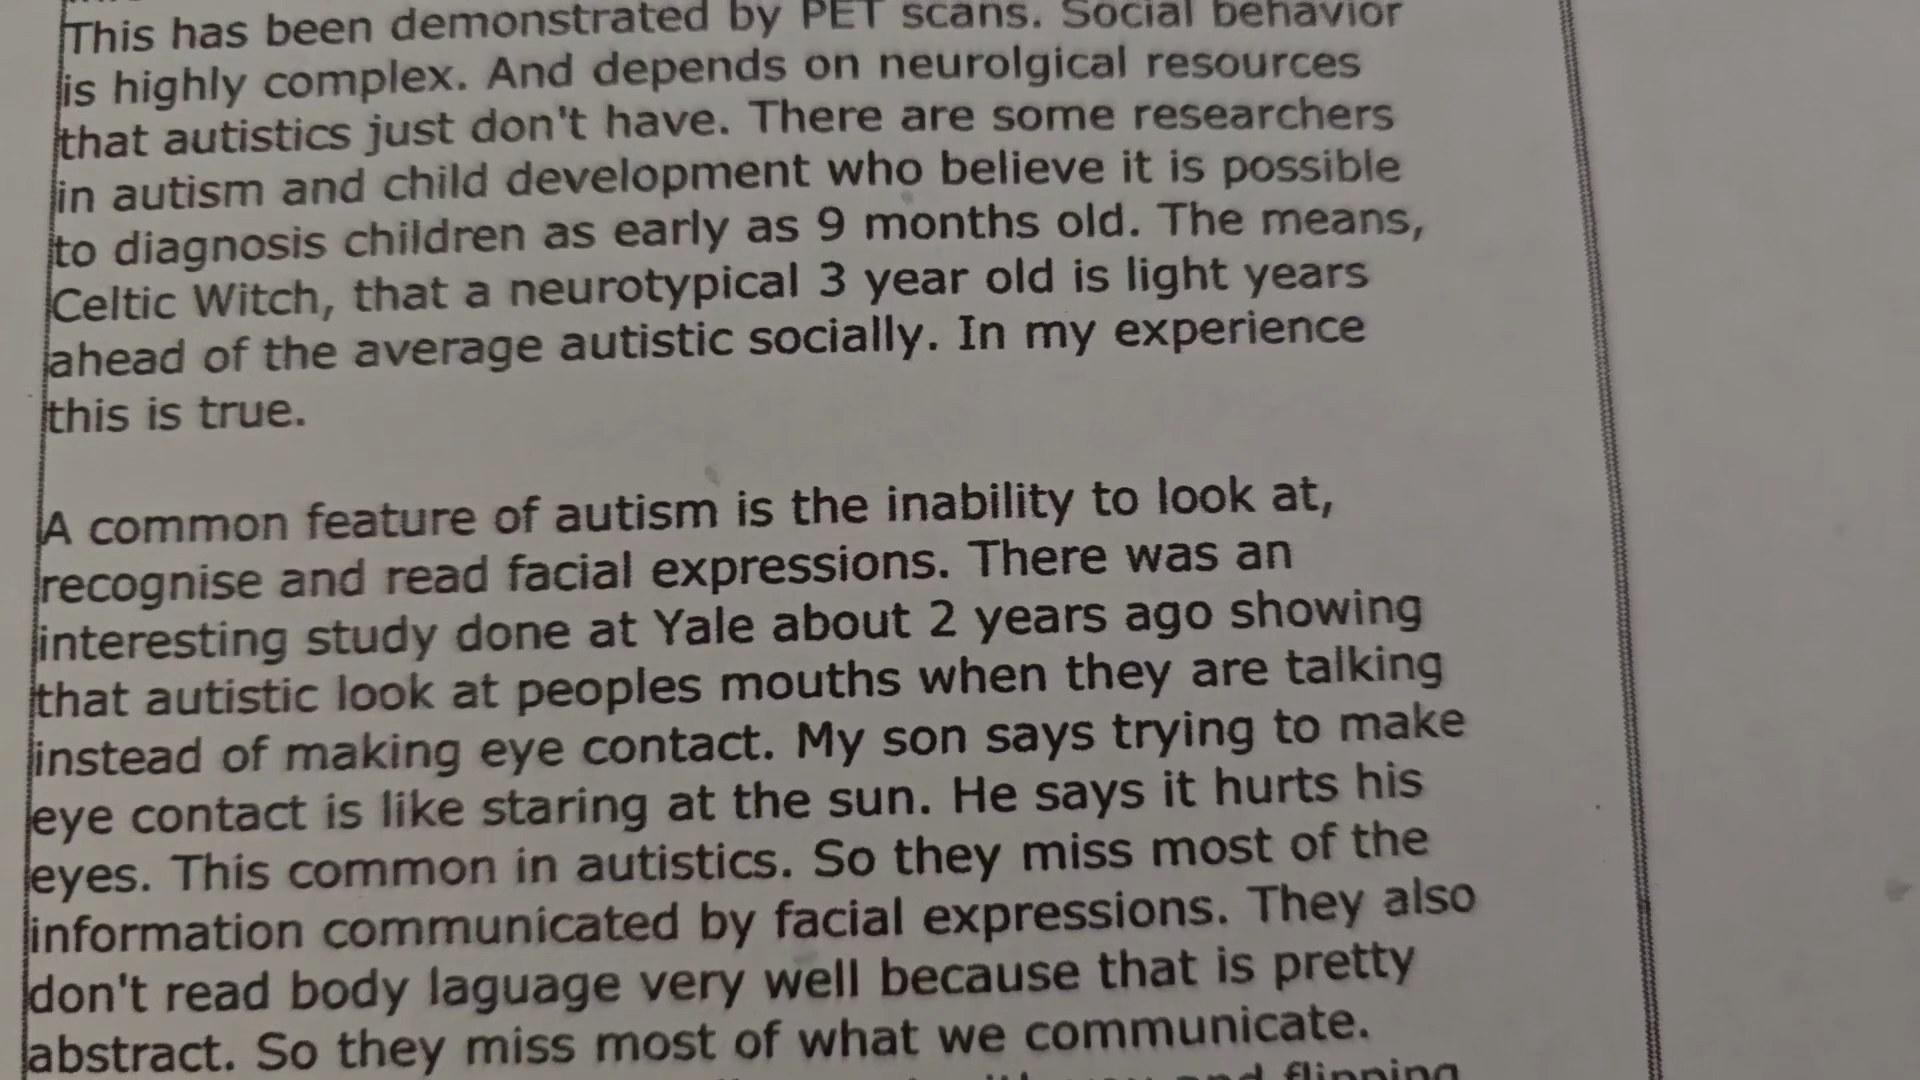 This has been demonstrated by PET scans. Social behavior
is highly complex. And depends on neurolgical resources
that autistics just don't have. There are some researchers
in autism and child development who believe it is possible
to diagnosis children as early as 9 months old. The means,
Celtic Witch, that a neurotypical 3 year old is light years
ahead of the average autistic socially. In my experience
this is true.
A common feature of autism is the inability to look at,
recognise and read facial expressions. There was an
interesting study done at Yale about 2 years ago showing
that autistic look at peoples mouths when they are talking
instead of making eye contact. My son says trying to make
eye contact is like staring at the sun. He says it hurts his
eyes. This common in autistics. So they miss most of the
information communicated by facial expressions. They also
don't read body laguage very well because that is pretty
abstract. So they miss most of what we communicate.
and flipping